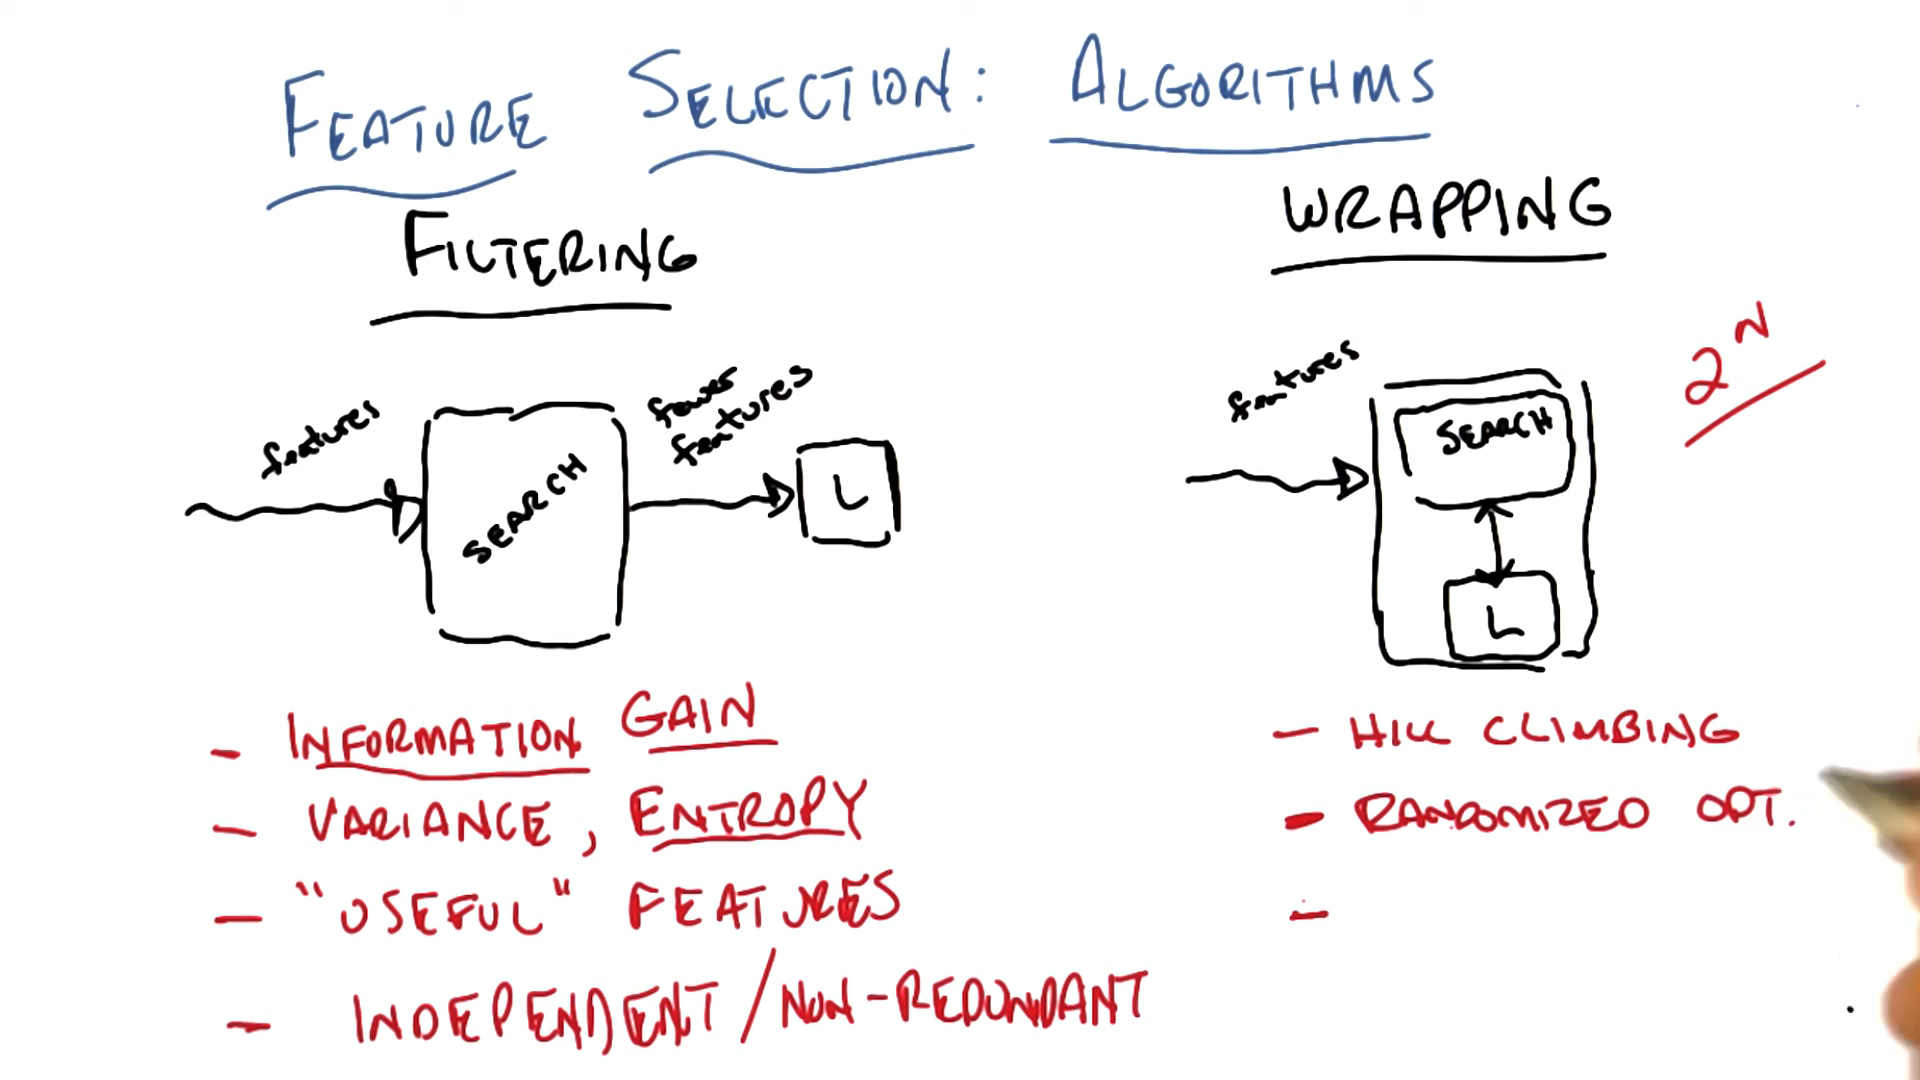 FEATURE SELECTION: ALGORITHMS
FILTERING
features
SEARCH
fewer
features
L
- INFORMATION GAIN
- VARIANCE, ENTROPY
- "USEFUL" FEATURES
- INDEPENDENT/NON-REDUNDANT
WRAPPING
features
SEARCH
L
2^N
- HILL CLIMBING
- RANDOMIZED OPT.
-